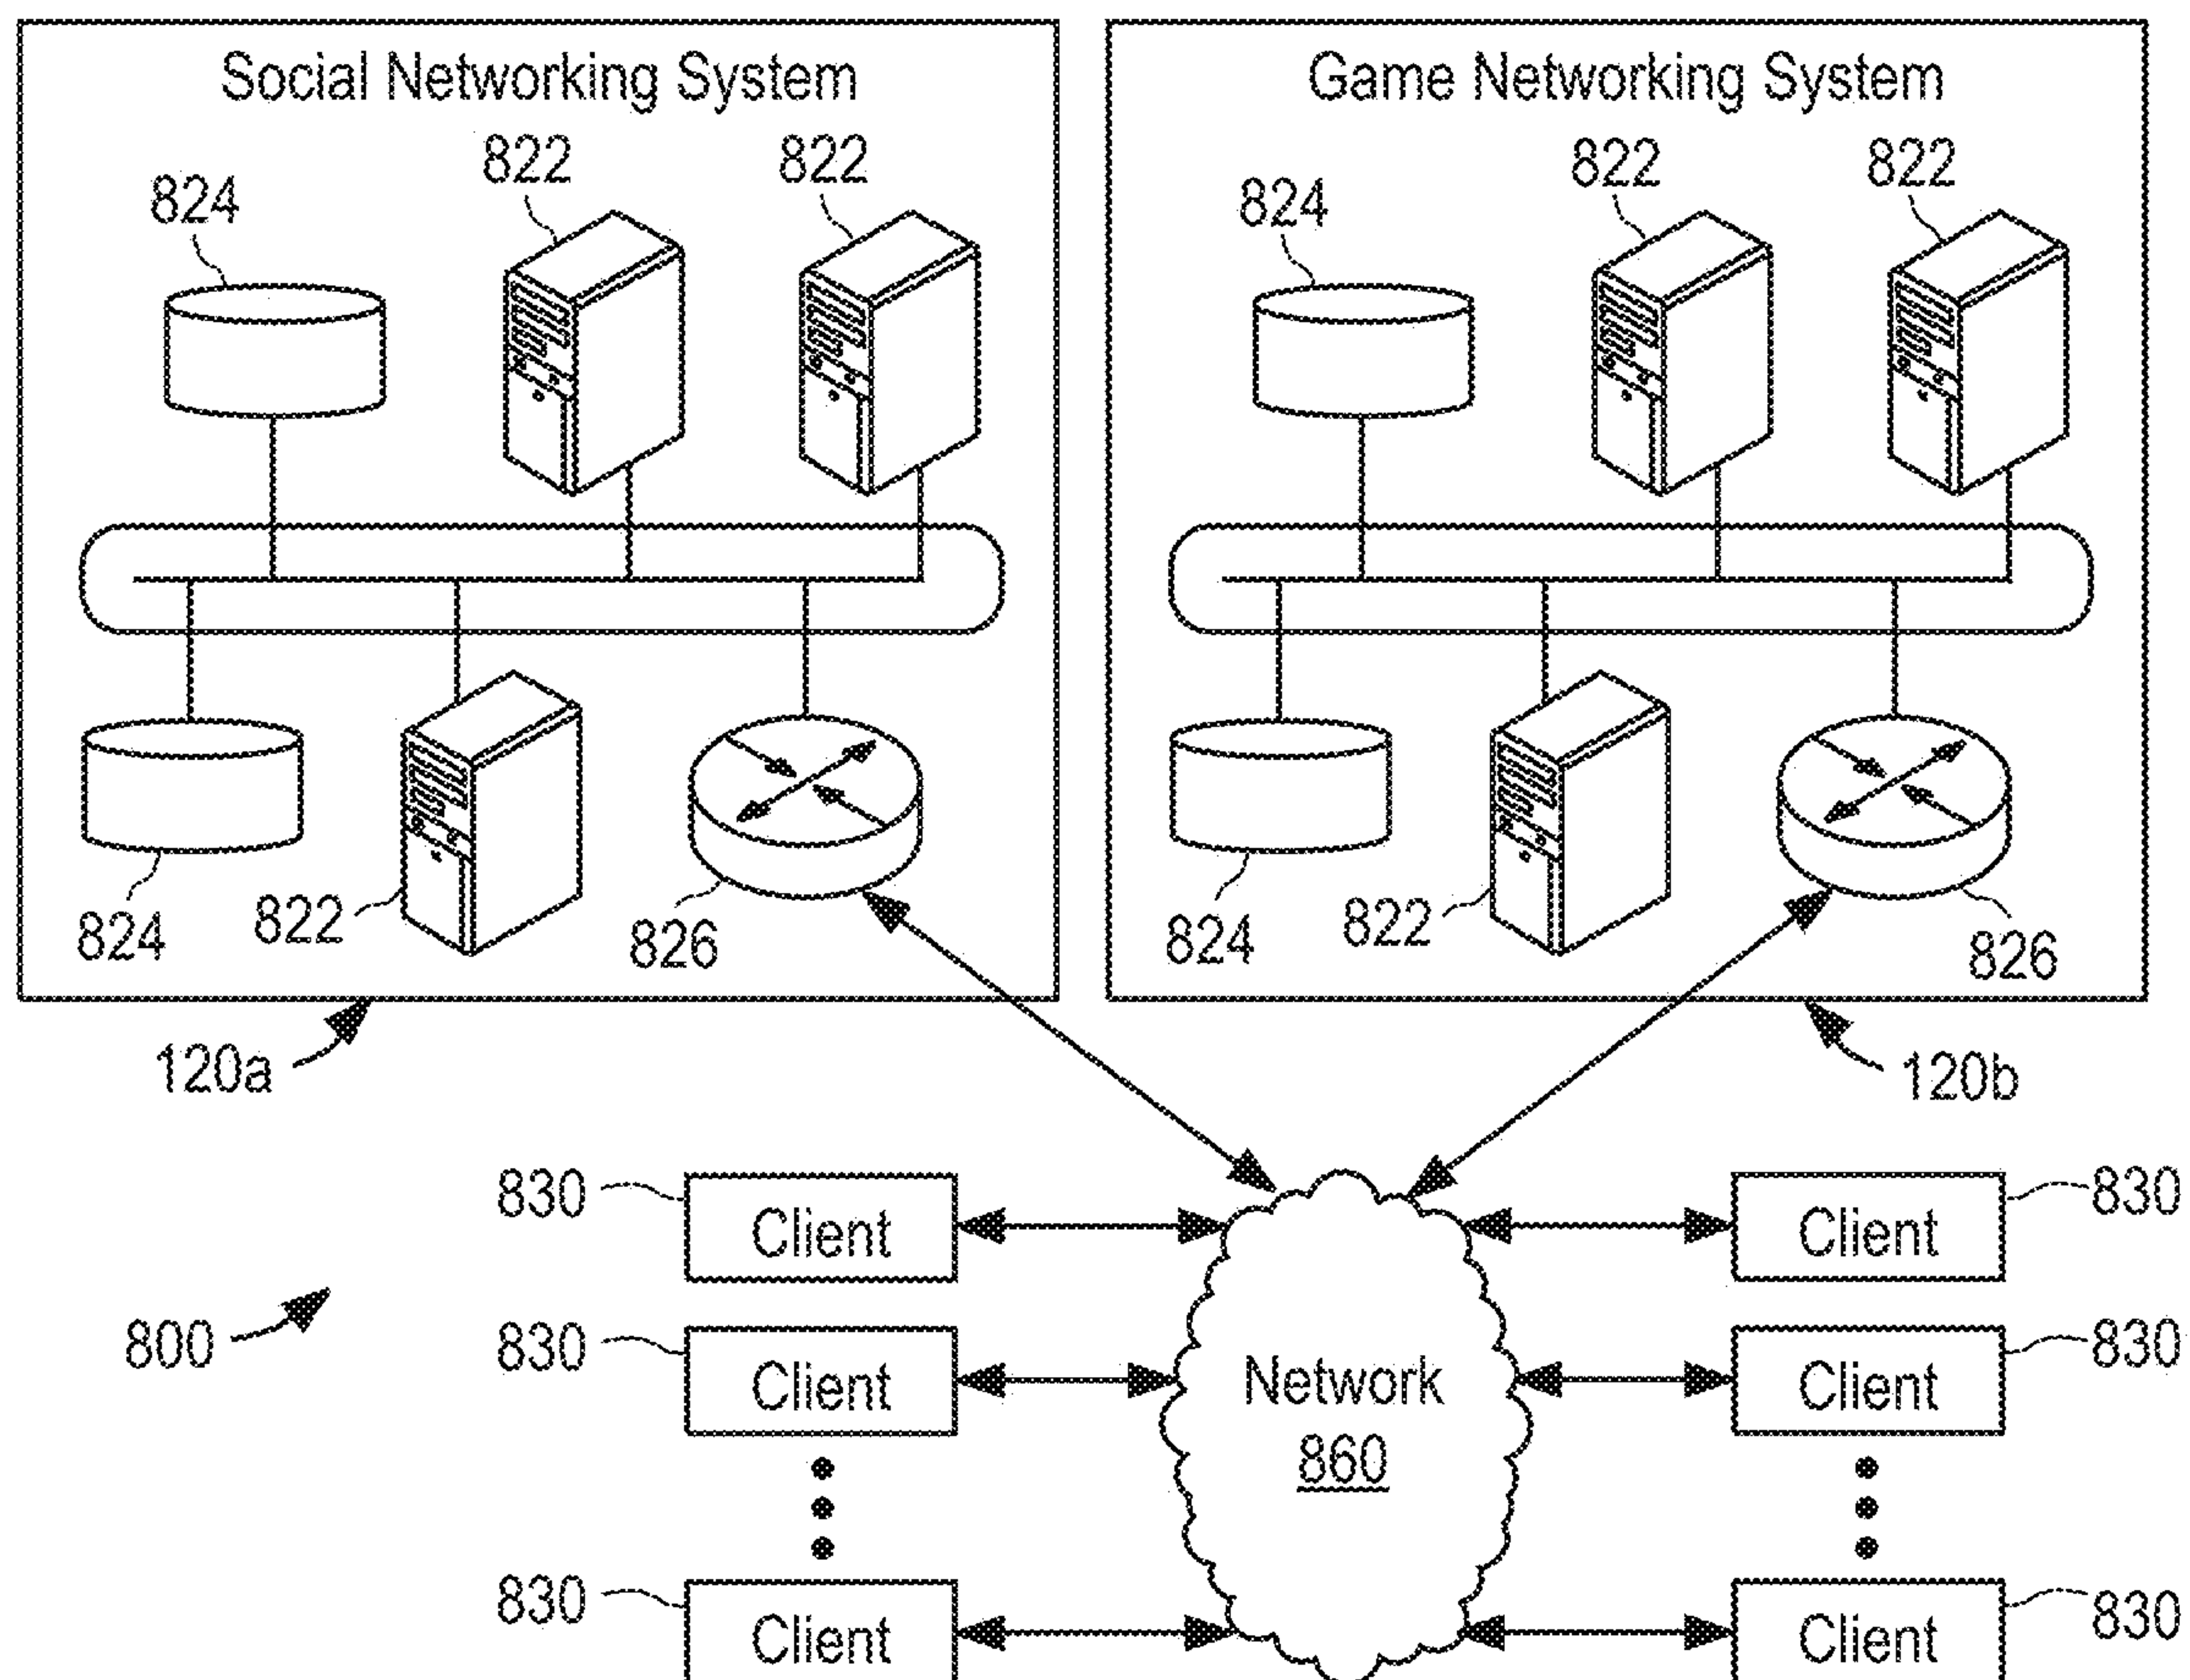 Social Networking System
822 822
824
824
822
826
120a
Game Networking System
822 822
824
824
822
826
120b
830 Client
Client 830
800
830 Client
Client 830
Network
860
830 Client
Client 830